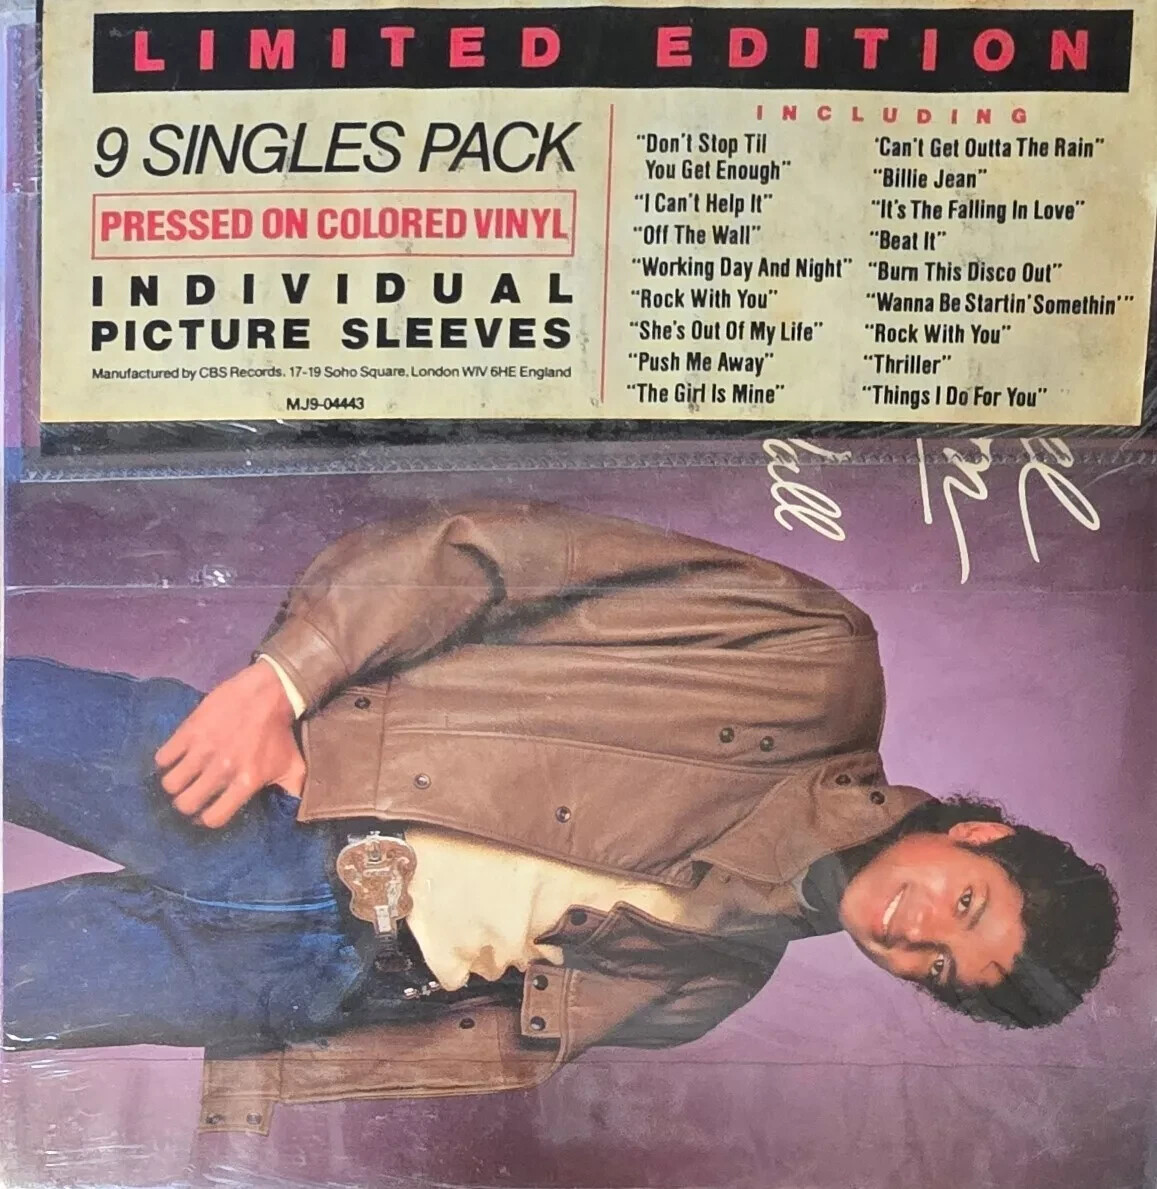 LIMITED EDITION
9 SINGLES PACK
PRESSED ON COLORED VINYL
INDIVIDUAL
PICTURE SLEEVES
Manufactured by CBS Records. 17-19 Soho Square, London WIV 6HE England
MJ9-04443
INCLUDING
"Don't Stop Til
You Get Enough"
"I Can't Help It"
"Off The Wall"
"Working Day And Night"
"Rock With You"
"She's Out Of My Life"
"Push Me Away"
"The Girl Is Mine"
'Can't Get Outta The Rain"
"Billie Jean"
"It's The Falling In Love"
"Beat It"
"Burn This Disco Out"
"Wanna Be Startin' Somethin'"
"Rock With You"
"Thriller"
"Things I Do For You"